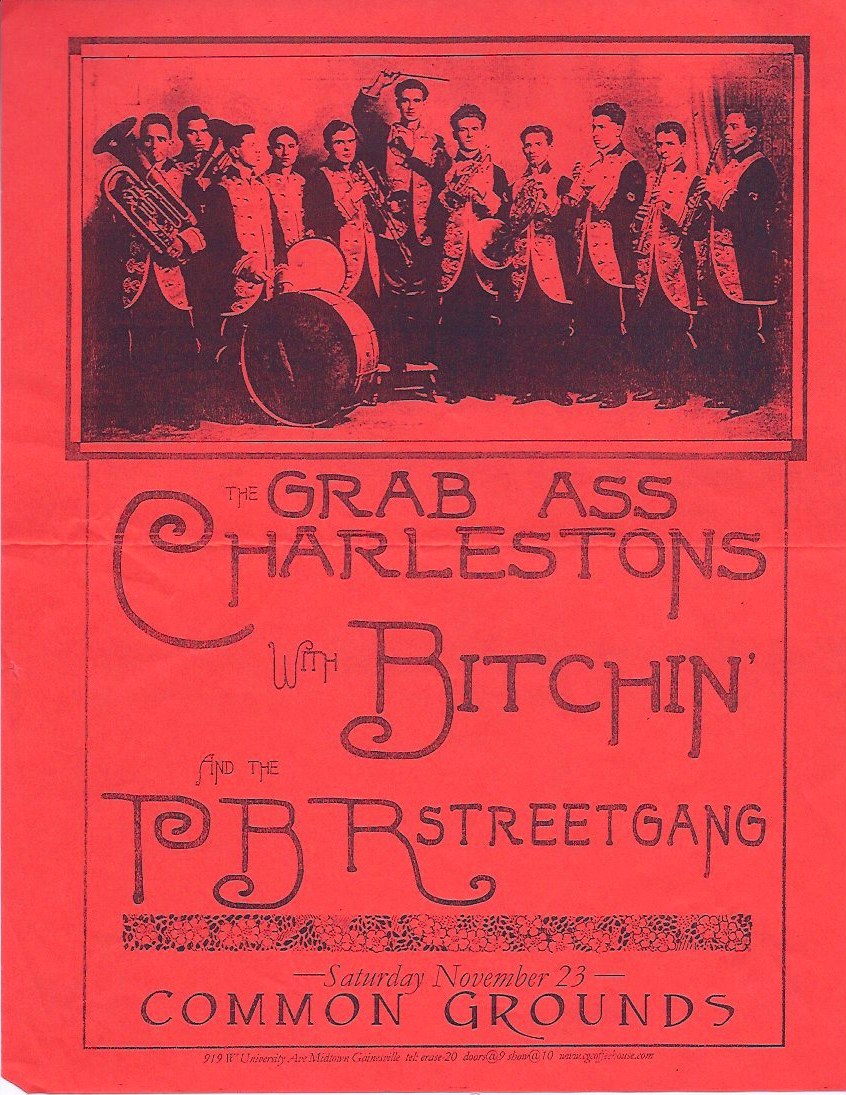 THE GRAB ASS
CHARLESTONS
WITH BITCHIN'
AND THE
PBR STREETGANG
—Saturday November 23—
COMMON GROUNDS
919 W University Ave Midtown Gainesville tel: erase-20 doors@9 show@10 www.cgcoffeehouse.com